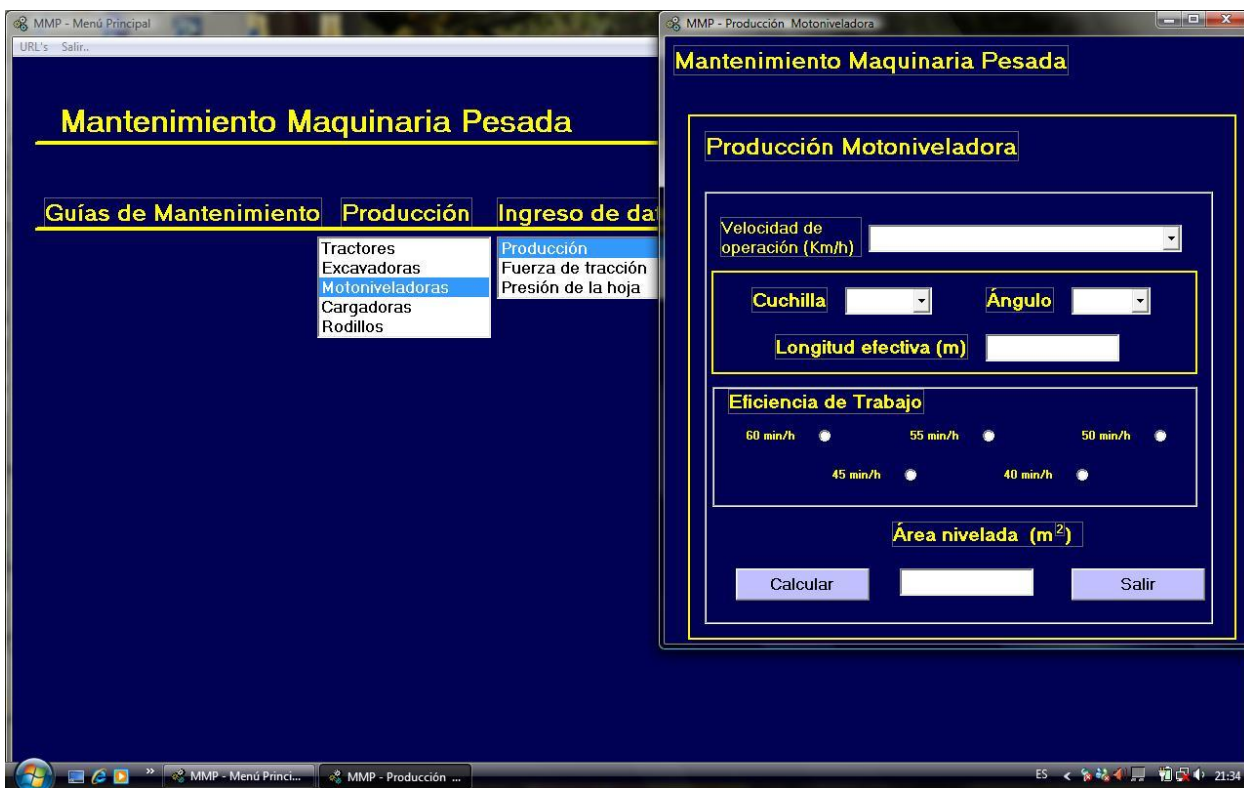 MMP - Menú Principal
URL's Salir..
Mantenimiento Maquinaria Pesada
Guías de Mantenimiento Producción Ingreso de dat
Tractores
Excavadoras
Motoniveladoras
Cargadoras
Rodillos
Producción
Fuerza de tracción
Presión de la hoja
MMP - Producción Motoniveladora
Mantenimiento Maquinaria Pesada
Producción Motoniveladora
Velocidad de
operación (Km/h)
Cuchilla Ángulo
Longitud efectiva (m)
Eficiencia de Trabajo
60 min/h 55 min/h 50 min/h
45 min/h 40 min/h
Área nivelada (m²)
Calcular Salir
MMP - Menú Princi... MMP - Producción ... ES 21:34